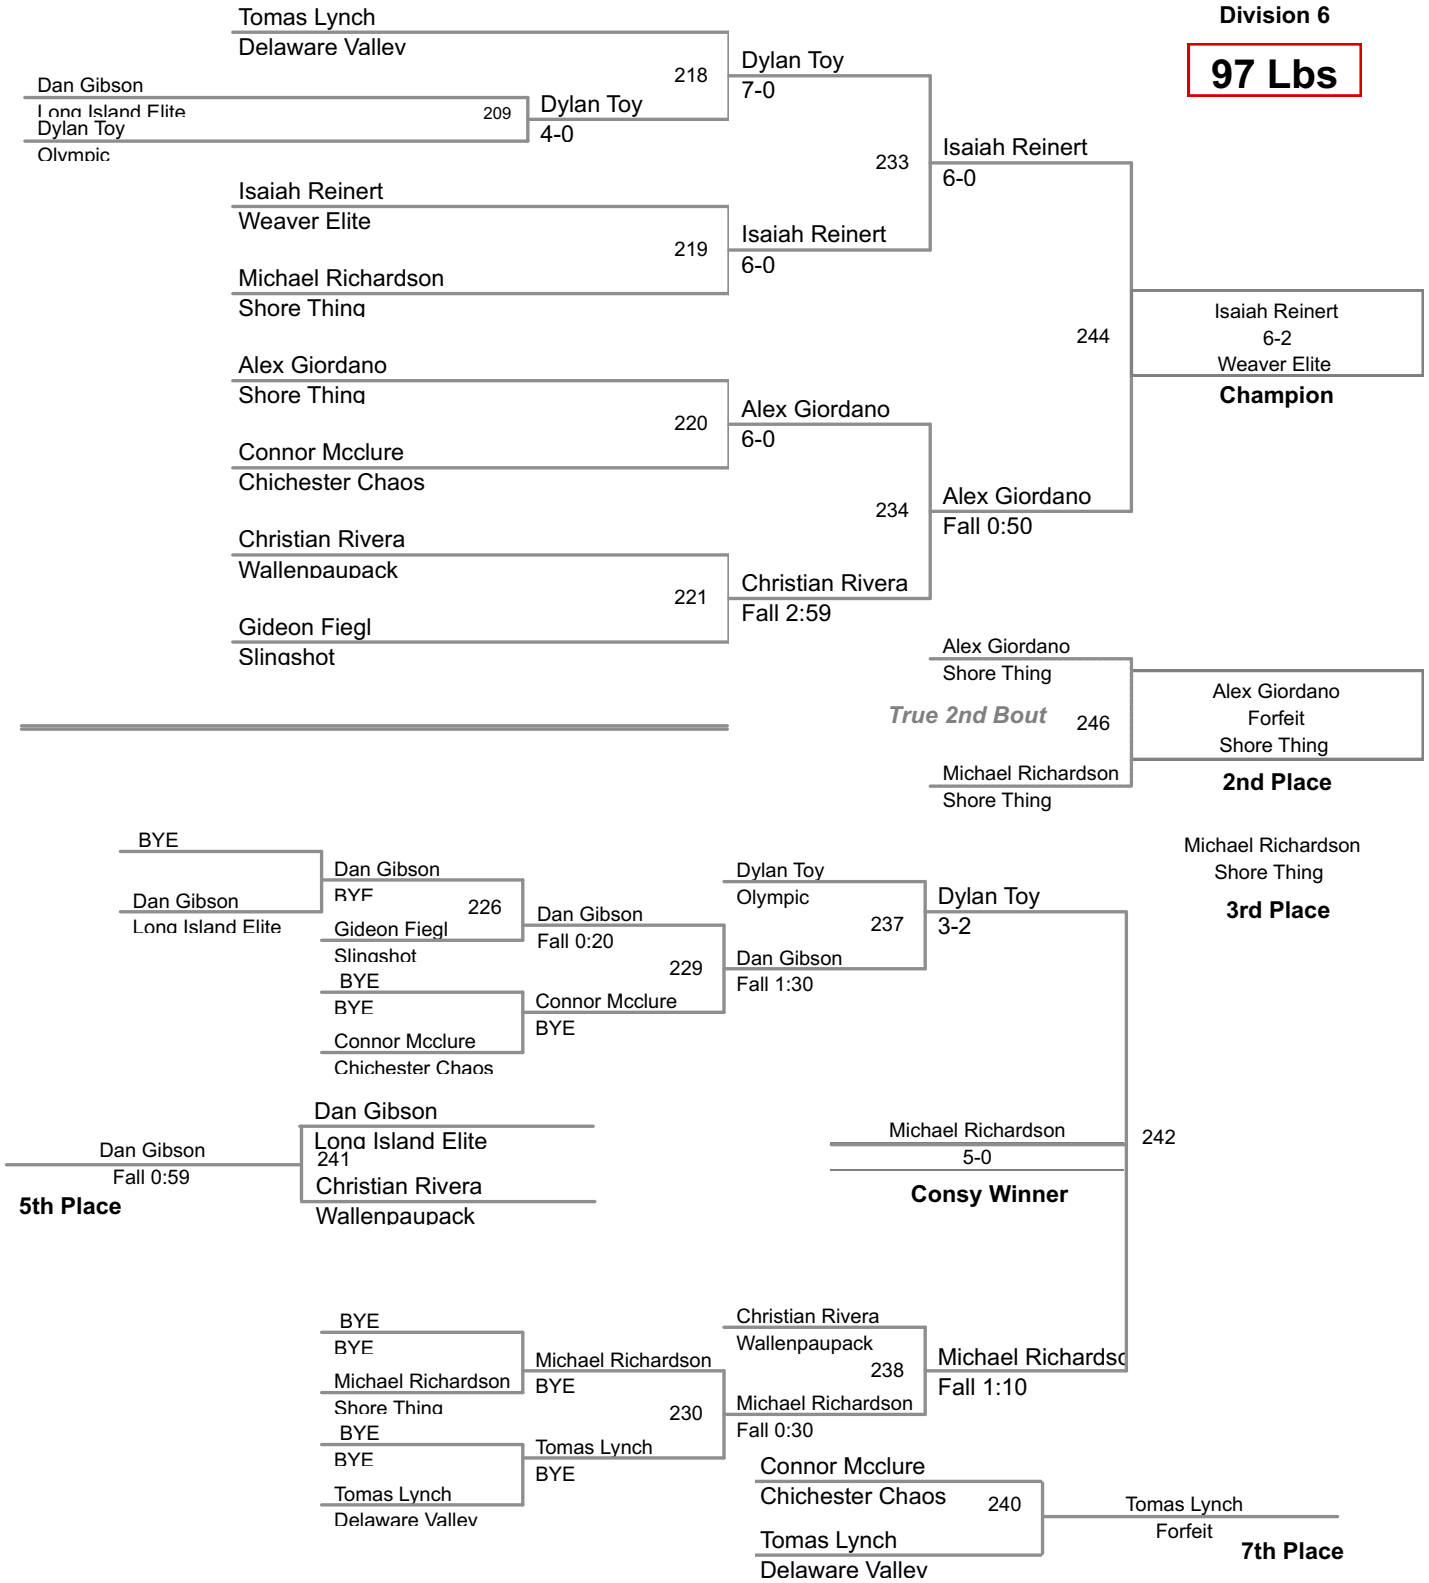 Division 6
97 Lbs
Tomas Lynch
Delaware Valley
Dan Gibson
Long Island Elite
209
Dylan Toy
Olympic
Dylan Toy
4-0
218
Dylan Toy
7-0
Isaiah Reinert
Weaver Elite
219
Michael Richardson
Shore Thing
Isaiah Reinert
6-0
233
Isaiah Reinert
6-0
Alex Giordano
Shore Thing
220
Connor Mcclure
Chichester Chaos
Alex Giordano
6-0
Christian Rivera
Wallenpaupack
221
Gideon Fiegl
Slingshot
Christian Rivera
Fall 2:59
234
Alex Giordano
Fall 0:50
244
Isaiah Reinert
6-2
Weaver Elite
Champion
Alex Giordano
Shore Thing
True 2nd Bout
246
Michael Richardson
Shore Thing
Alex Giordano
Forfeit
Shore Thing
2nd Place
Michael Richardson
Shore Thing
3rd Place
BYE
Dan Gibson
Long Island Elite
Dan Gibson
BYE
226
Gideon Fiegl
Slingshot
BYE
BYE
Connor Mcclure
Chichester Chaos
Dan Gibson
Fall 0:20
229
Connor Mcclure
BYE
Dylan Toy
Olympic
237
Dan Gibson
Fall 1:30
Dylan Toy
3-2
Dan Gibson
Long Island Elite
241
Christian Rivera
Wallenpaupack
Dan Gibson
Fall 0:59
5th Place
Michael Richardson
5-0
Consy Winner
242
BYE
BYE
Michael Richardson
Shore Thing
BYE
BYE
Tomas Lynch
Delaware Valley
Michael Richardson
BYE
230
Tomas Lynch
BYE
Christian Rivera
Wallenpaupack
238
Michael Richardson
Fall 0:30
Michael Richardsc
Fall 1:10
Connor Mcclure
Chichester Chaos
240
Tomas Lynch
Delaware Valley
Tomas Lynch
Forfeit
7th Place